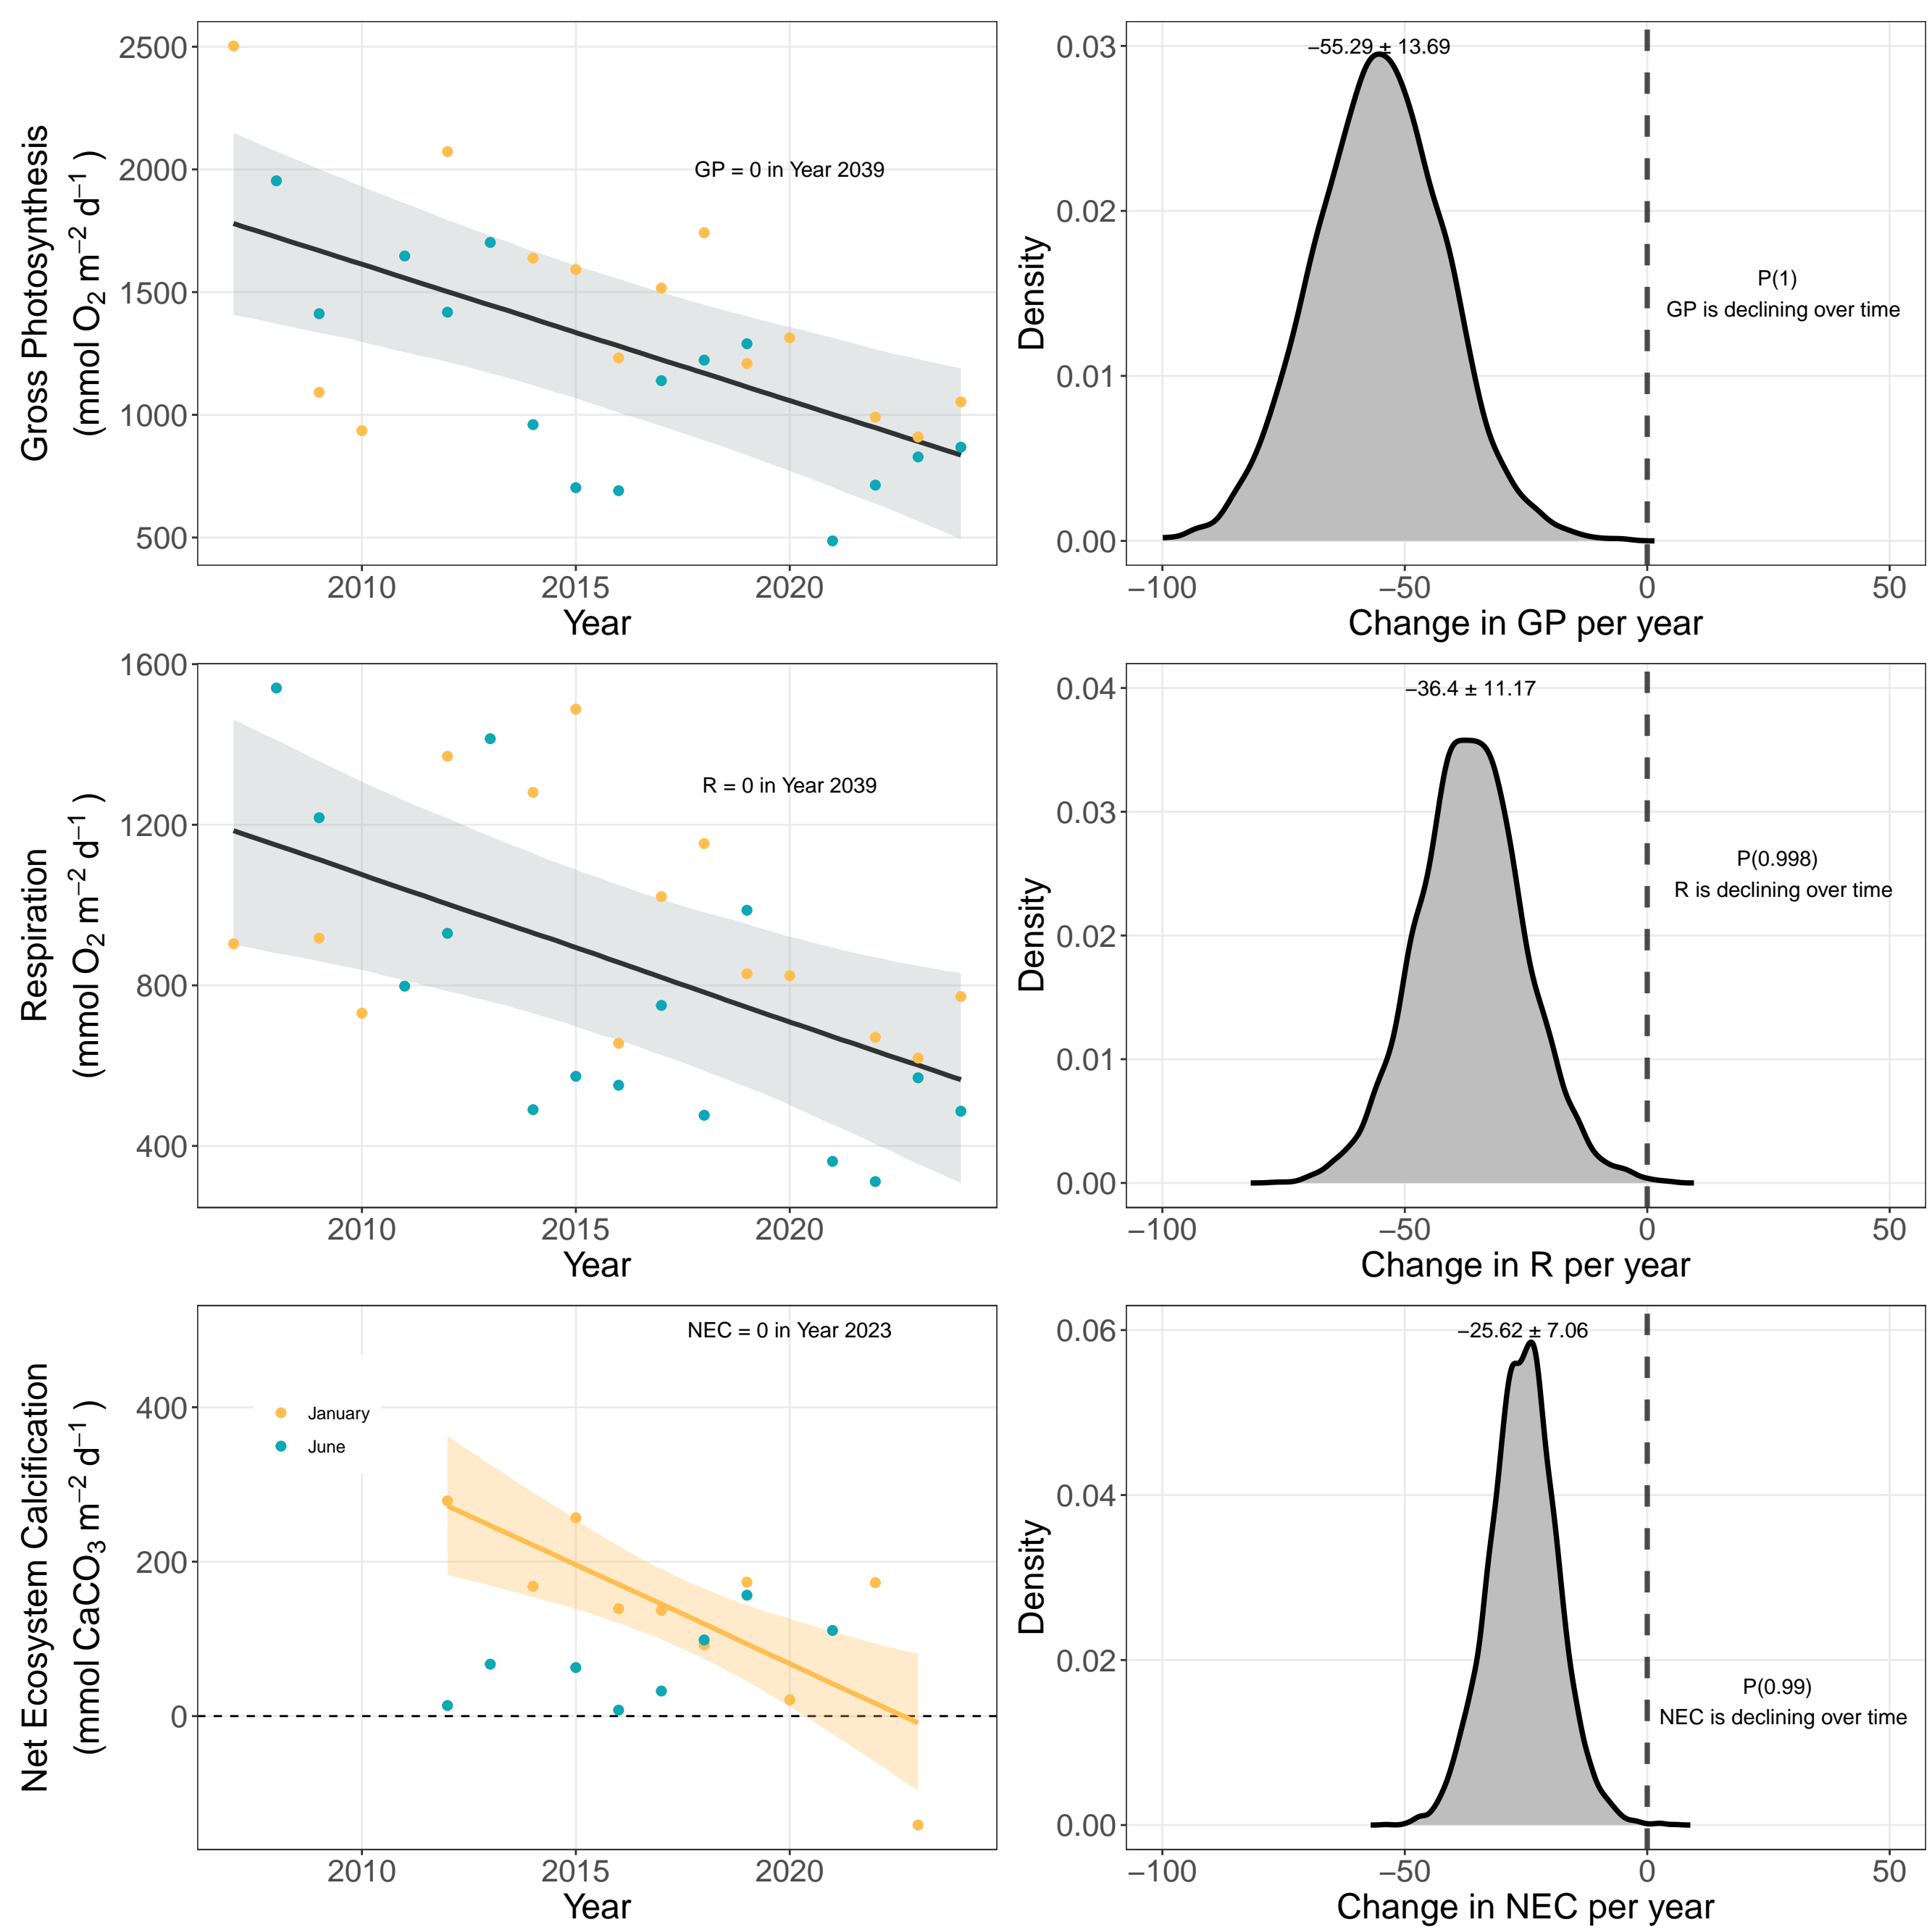 Gross Photosynthesis
(mmol O₂ m⁻² d⁻¹ )
2500
2000
1500
1000
500
GP = 0 in Year 2039
2010 2015 2020
Year
Density
0.03
0.02
0.01
0.00
−55.29 ± 13.69
P(1)
GP is declining over time
−100 −50 0 50
Change in GP per year
Respiration
(mmol O₂ m⁻² d⁻¹ )
1600
1200
800
400
R = 0 in Year 2039
2010 2015 2020
Year
Density
0.04
0.03
0.02
0.01
0.00
−36.4 ± 11.17
P(0.998)
R is declining over time
−100 −50 0 50
Change in R per year
Net Ecosystem Calcification
(mmol CaCO₃ m⁻² d⁻¹ )
400
200
0
NEC = 0 in Year 2023
January
June
2010 2015 2020
Year
Density
0.06
0.04
0.02
0.00
−25.62 ± 7.06
P(0.99)
NEC is declining over time
−100 −50 0 50
Change in NEC per year